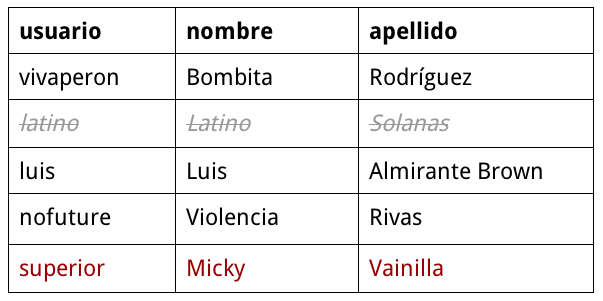 usuario nombre apellido
vivaperon Bombita Rodríguez
latino Latino Solanas
luis Luis Almirante Brown
nofuture Violencia Rivas
superior Micky Vainilla